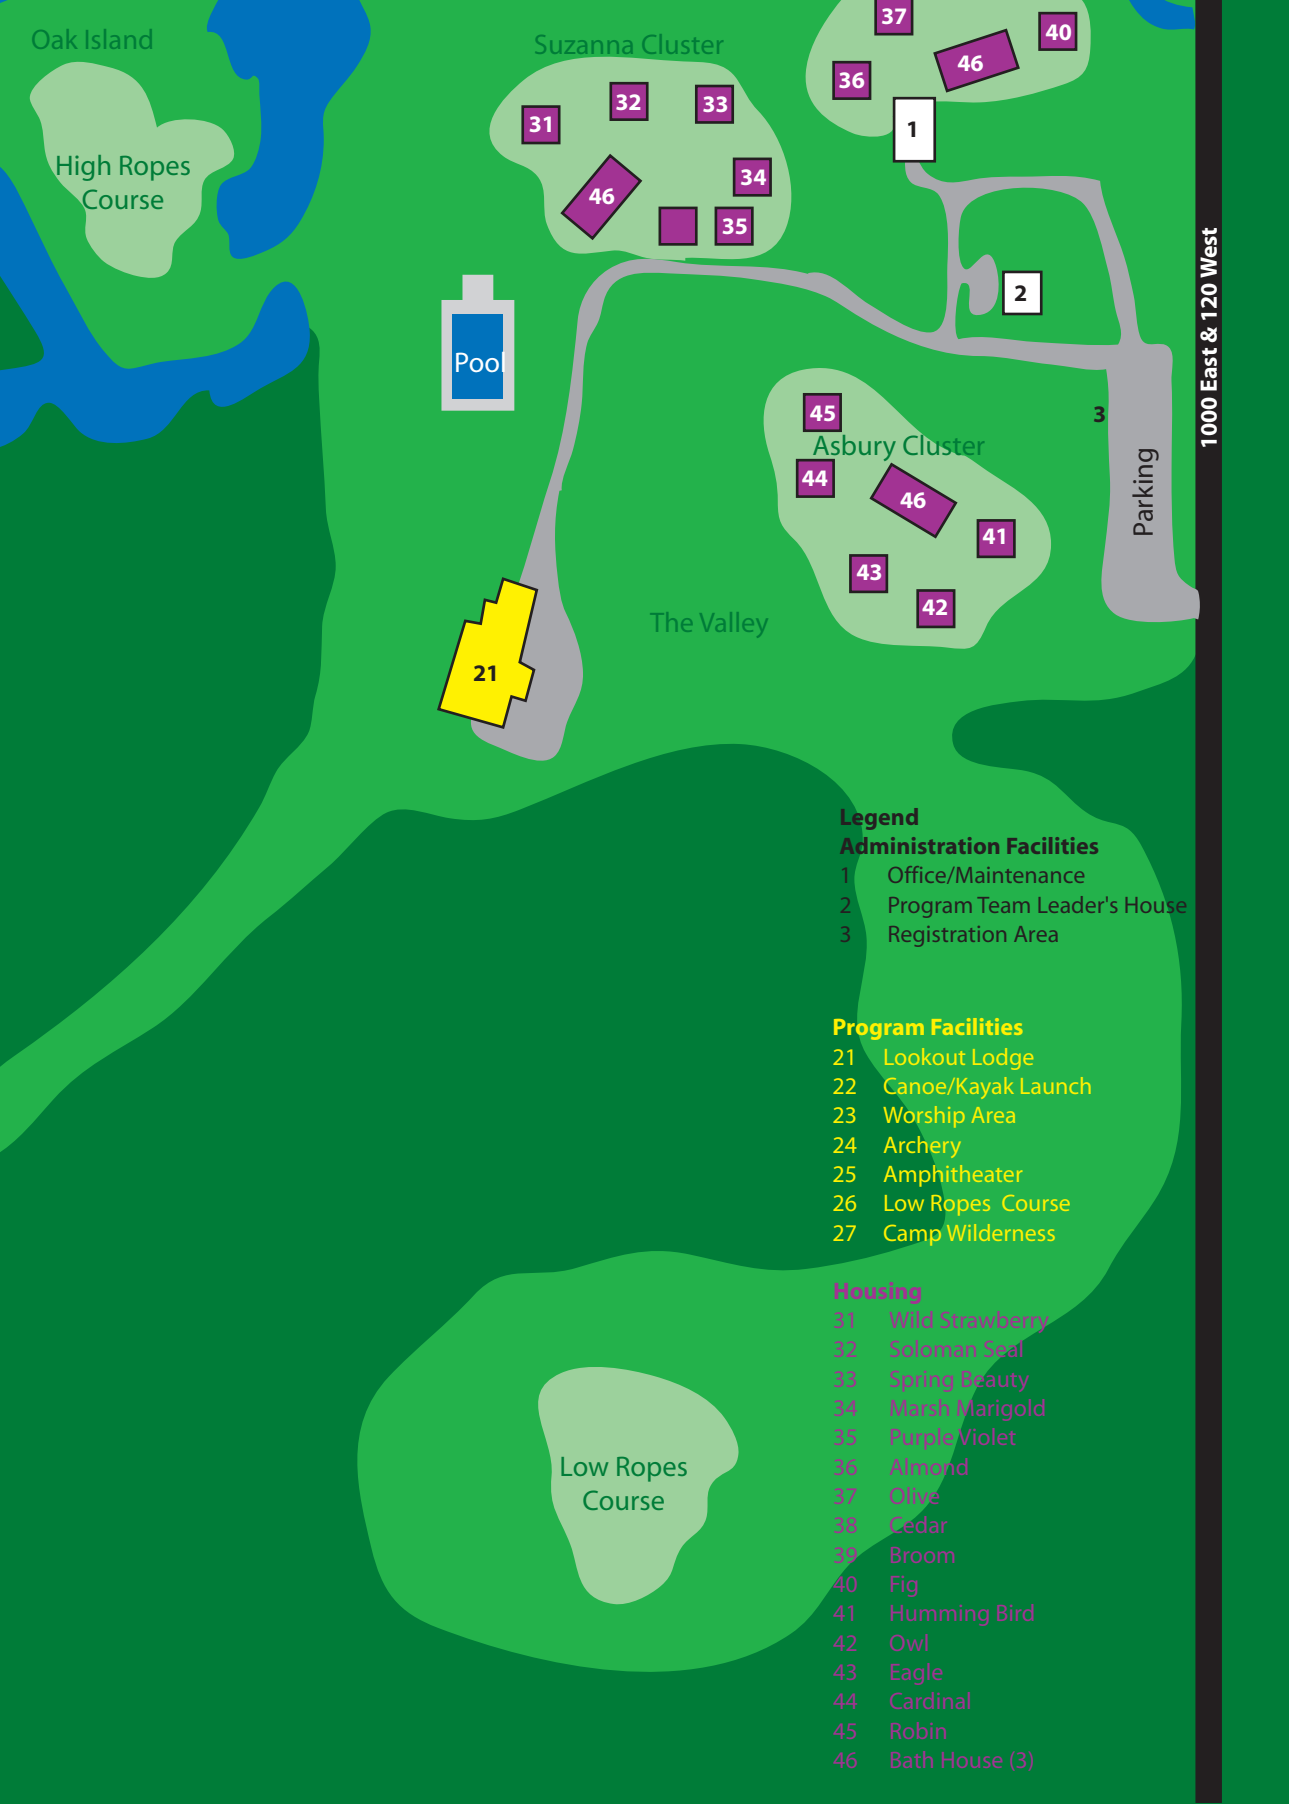 Oak Island
Suzanna Cluster
37
40
46
36
32
33
31
1
High Ropes
Course
34
46
35
1000 East & 120 West
2
Pool
45
3
Asbury Cluster
44
46
Parking
41
43
42
The Valley
21
Legend
Administration Facilities
1 Office/Maintenance
2 Program Team Leader's House
3 Registration Area
Program Facilities
21 Lookout Lodge
22 Canoe/Kayak Launch
23 Worship Area
24 Archery
25 Amphitheater
26 Low Ropes Course
27 Camp Wilderness
Housing
31 Wild Strawberry
32 Soloman Seal
33 Spring Beauty
34 Marsh Marigold
35 Purple Violet
36 Almond
37 Olive
38 Cedar
39 Broom
40 Fig
41 Humming Bird
42 Owl
43 Eagle
44 Cardinal
45 Robin
46 Bath House (3)
Low Ropes
Course